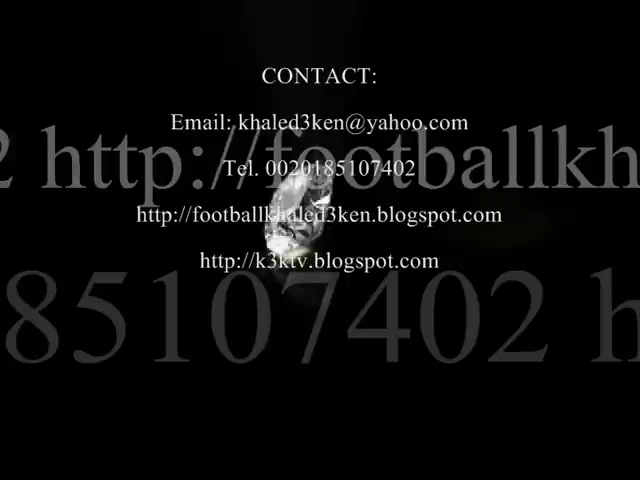 CONTACT:
Email: khaled3ken@yahoo.com
2 http://footballkh
Tel. 0020185107402
http://footballkhaled3ken.blogspot.com
http://k3ktv.blogspot.com
85107402 h